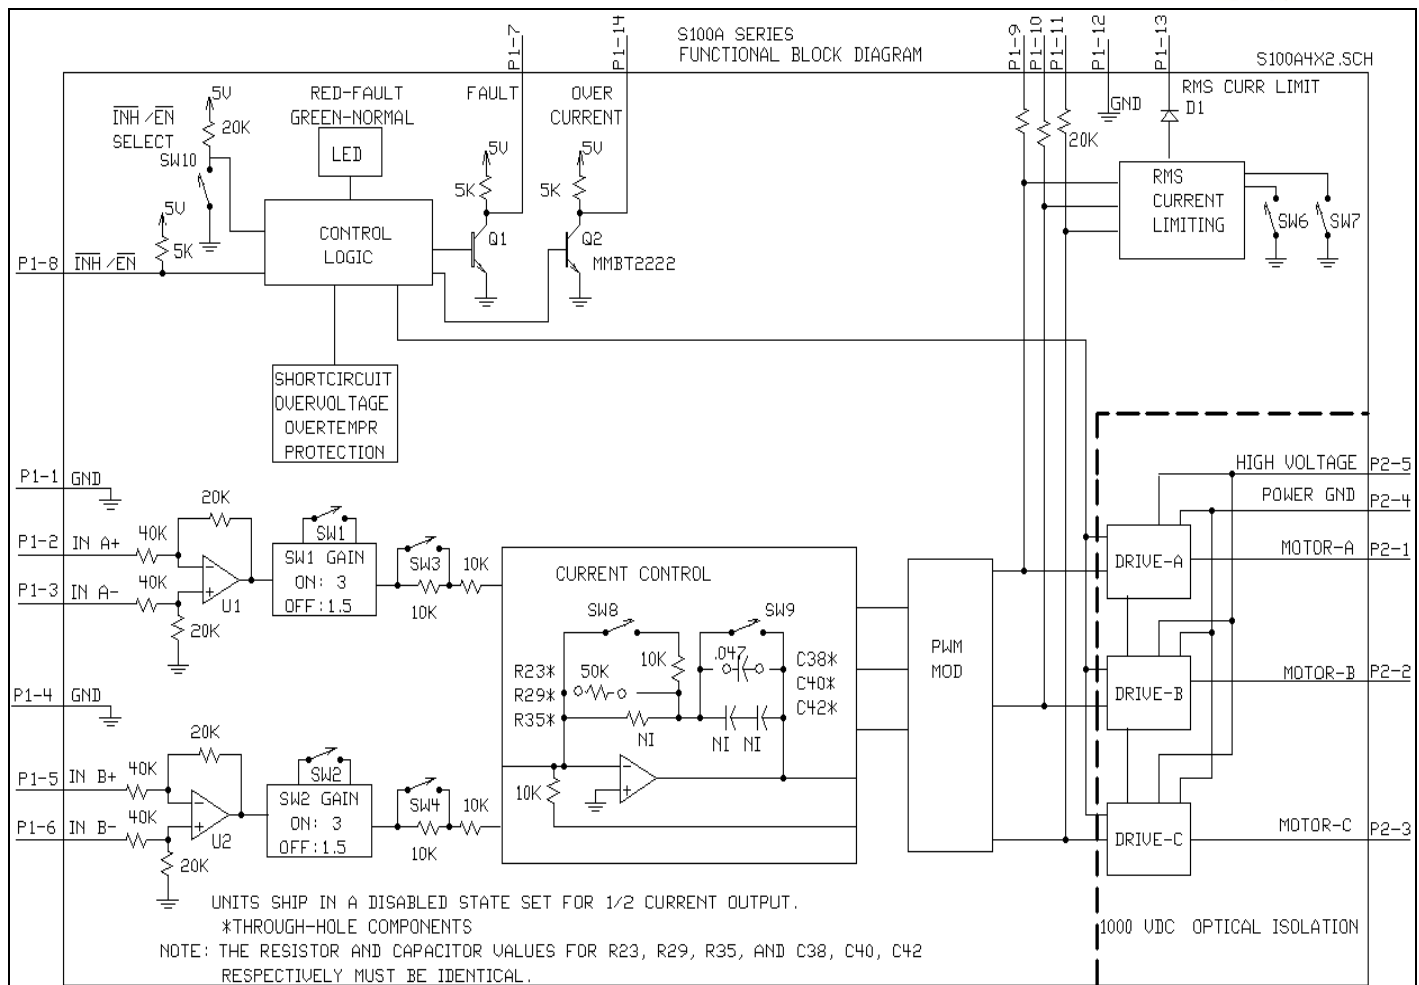 S100A SERIES
FUNCTIONAL BLOCK DIAGRAM
S100A4X2.SCH
P1-7
P1-14
P1-9
P1-10
P1-11
P1-12
P1-13
5V
INH/EN
SELECT
20K
SW10
5V
5K
P1-8
INH/EN
RED-FAULT
GREEN-NORMAL
LED
CONTROL
LOGIC
FAULT
5V
5K
Q1
OVER
CURRENT
5V
5K
Q2
MMBT2222
20K
GND
RMS CURR LIMIT
D1
RMS
CURRENT
LIMITING
SW6
SW7
SHORTCIRCUIT
OVERVOLTAGE
OVERTEMPR
PROTECTION
P1-1
GND
P1-2
IN A+
40K
20K
P1-3
IN A-
40K
20K
U1
SW1
SW1 GAIN
ON: 3
OFF:1.5
SW3
10K
10K
P1-4
GND
P1-5
IN B+
40K
20K
P1-6
IN B-
40K
20K
U2
SW2
SW2 GAIN
ON: 3
OFF:1.5
SW4
10K
10K
CURRENT CONTROL
SW8
SW9
R23*
R29*
R35*
50K
10K
NI
.047
NI NI
C38*
C40*
C42*
10K
PWM
MOD
HIGH VOLTAGE
P2-5
POWER GND
P2-4
DRIVE-A
MOTOR-A
P2-1
DRIVE-B
MOTOR-B
P2-2
DRIVE-C
MOTOR-C
P2-3
1000 VDC OPTICAL ISOLATION
UNITS SHIP IN A DISABLED STATE SET FOR 1/2 CURRENT OUTPUT.
*THROUGH-HOLE COMPONENTS
NOTE: THE RESISTOR AND CAPACITOR VALUES FOR R23, R29, R35, AND C38, C40, C42
RESPECTIVELY MUST BE IDENTICAL.